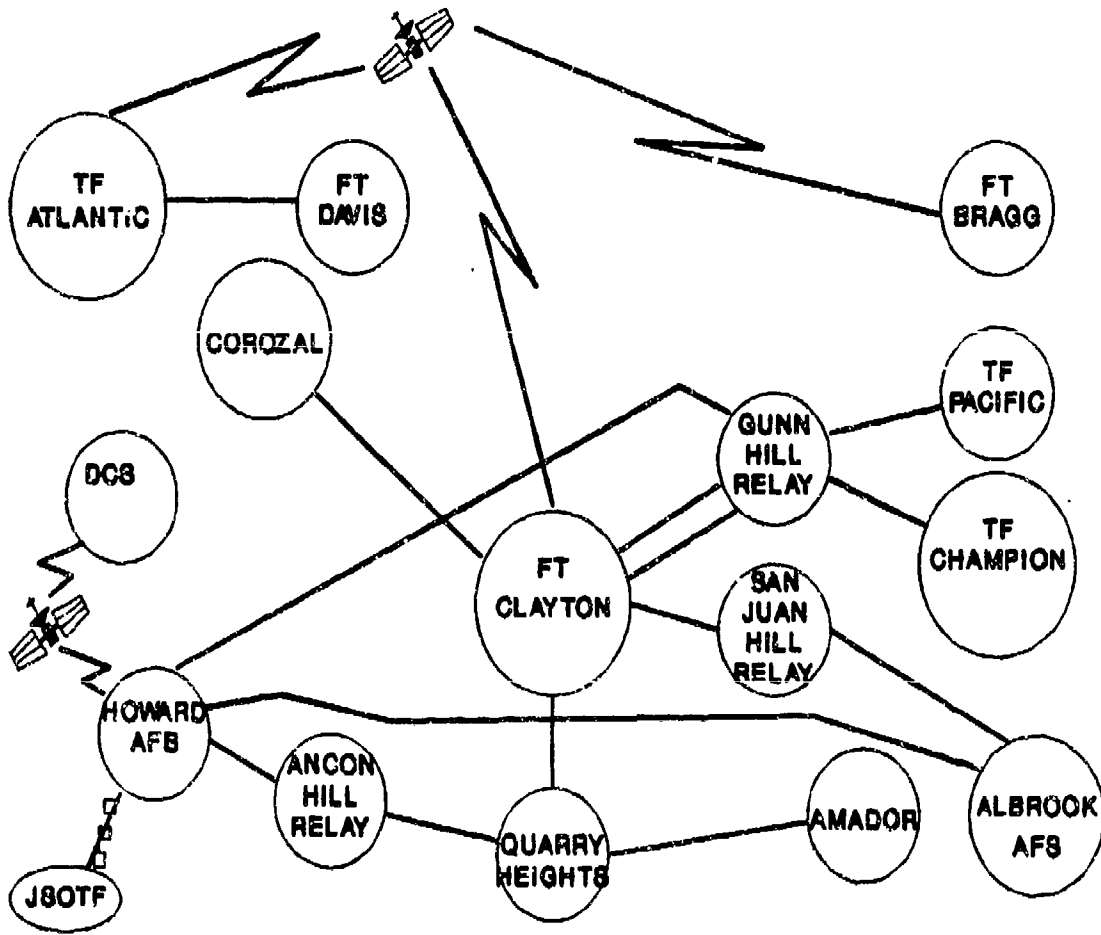 TF
ATLANTIC
FT
DAVIS
FT
BRAGG
COROZAL
TF
PACIFIC
GUNN
HILL
RELAY
DCS
TF
CHAMPION
FT
CLAYTON
SAN
JUAN
HILL
RELAY
HOWARD
AFB
ANCON
HILL
RELAY
QUARRY
HEIGHTS
AMADOR
ALBROOK
AFS
JSOTF